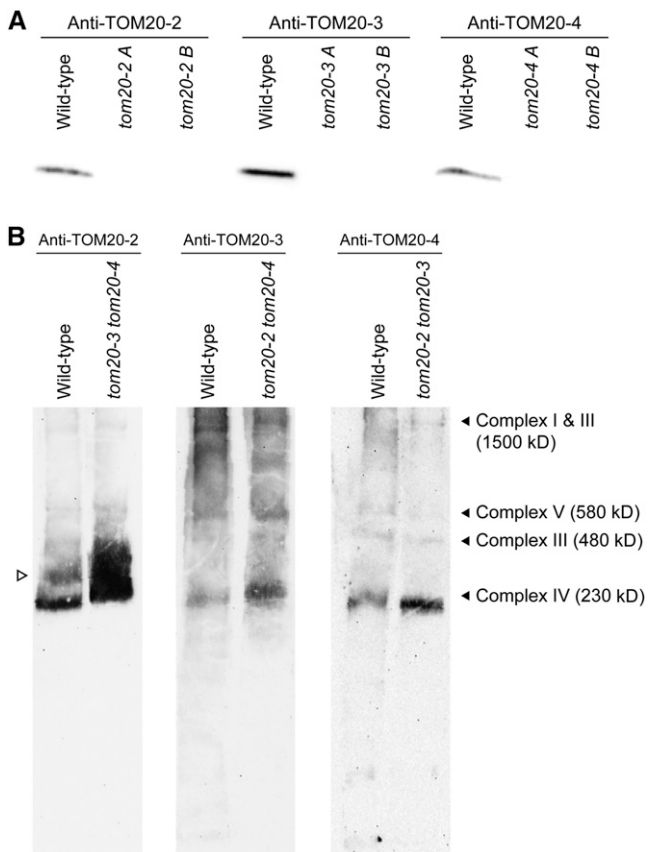 A
Anti-TOM20-2
Anti-TOM20-3
Anti-TOM20-4
Wild-type
tom20-2 A
tom20-2 B
Wild-type
tom20-3 A
tom20-3 B
Wild-type
tom20-4 A
tom20-4 B
B
Anti-TOM20-2
Anti-TOM20-3
Anti-TOM20-4
Wild-type
tom20-3 tom20-4
Wild-type
tom20-2 tom20-4
Wild-type
tom20-2 tom20-3
Complex I & III
(1500 kD)
Complex V (580 kD)
Complex III (480 kD)
Complex IV (230 kD)